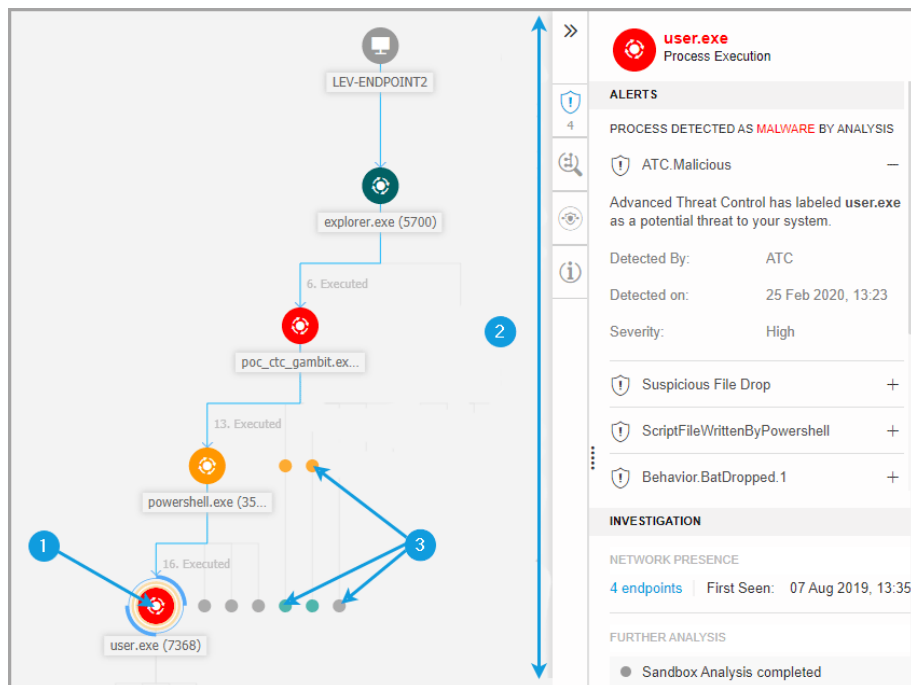 LEV-ENDPOINT2
explorer.exe (5700)
6. Executed
poc_ctc_gambit.ex...
13. Executed
powershell.exe (35...
16. Executed
user.exe (7368)
1
2
3
4
user.exe
Process Execution
ALERTS
PROCESS DETECTED AS MALWARE BY ANALYSIS
ATC.Malicious
Advanced Threat Control has labeled user.exe
as a potential threat to your system.
Detected By: ATC
Detected on: 25 Feb 2020, 13:23
Severity: High
Suspicious File Drop
ScriptFileWrittenByPowershell
Behavior.BatDropped.1
INVESTIGATION
NETWORK PRESENCE
4 endpoints First Seen: 07 Aug 2019, 13:35
FURTHER ANALYSIS
Sandbox Analysis completed